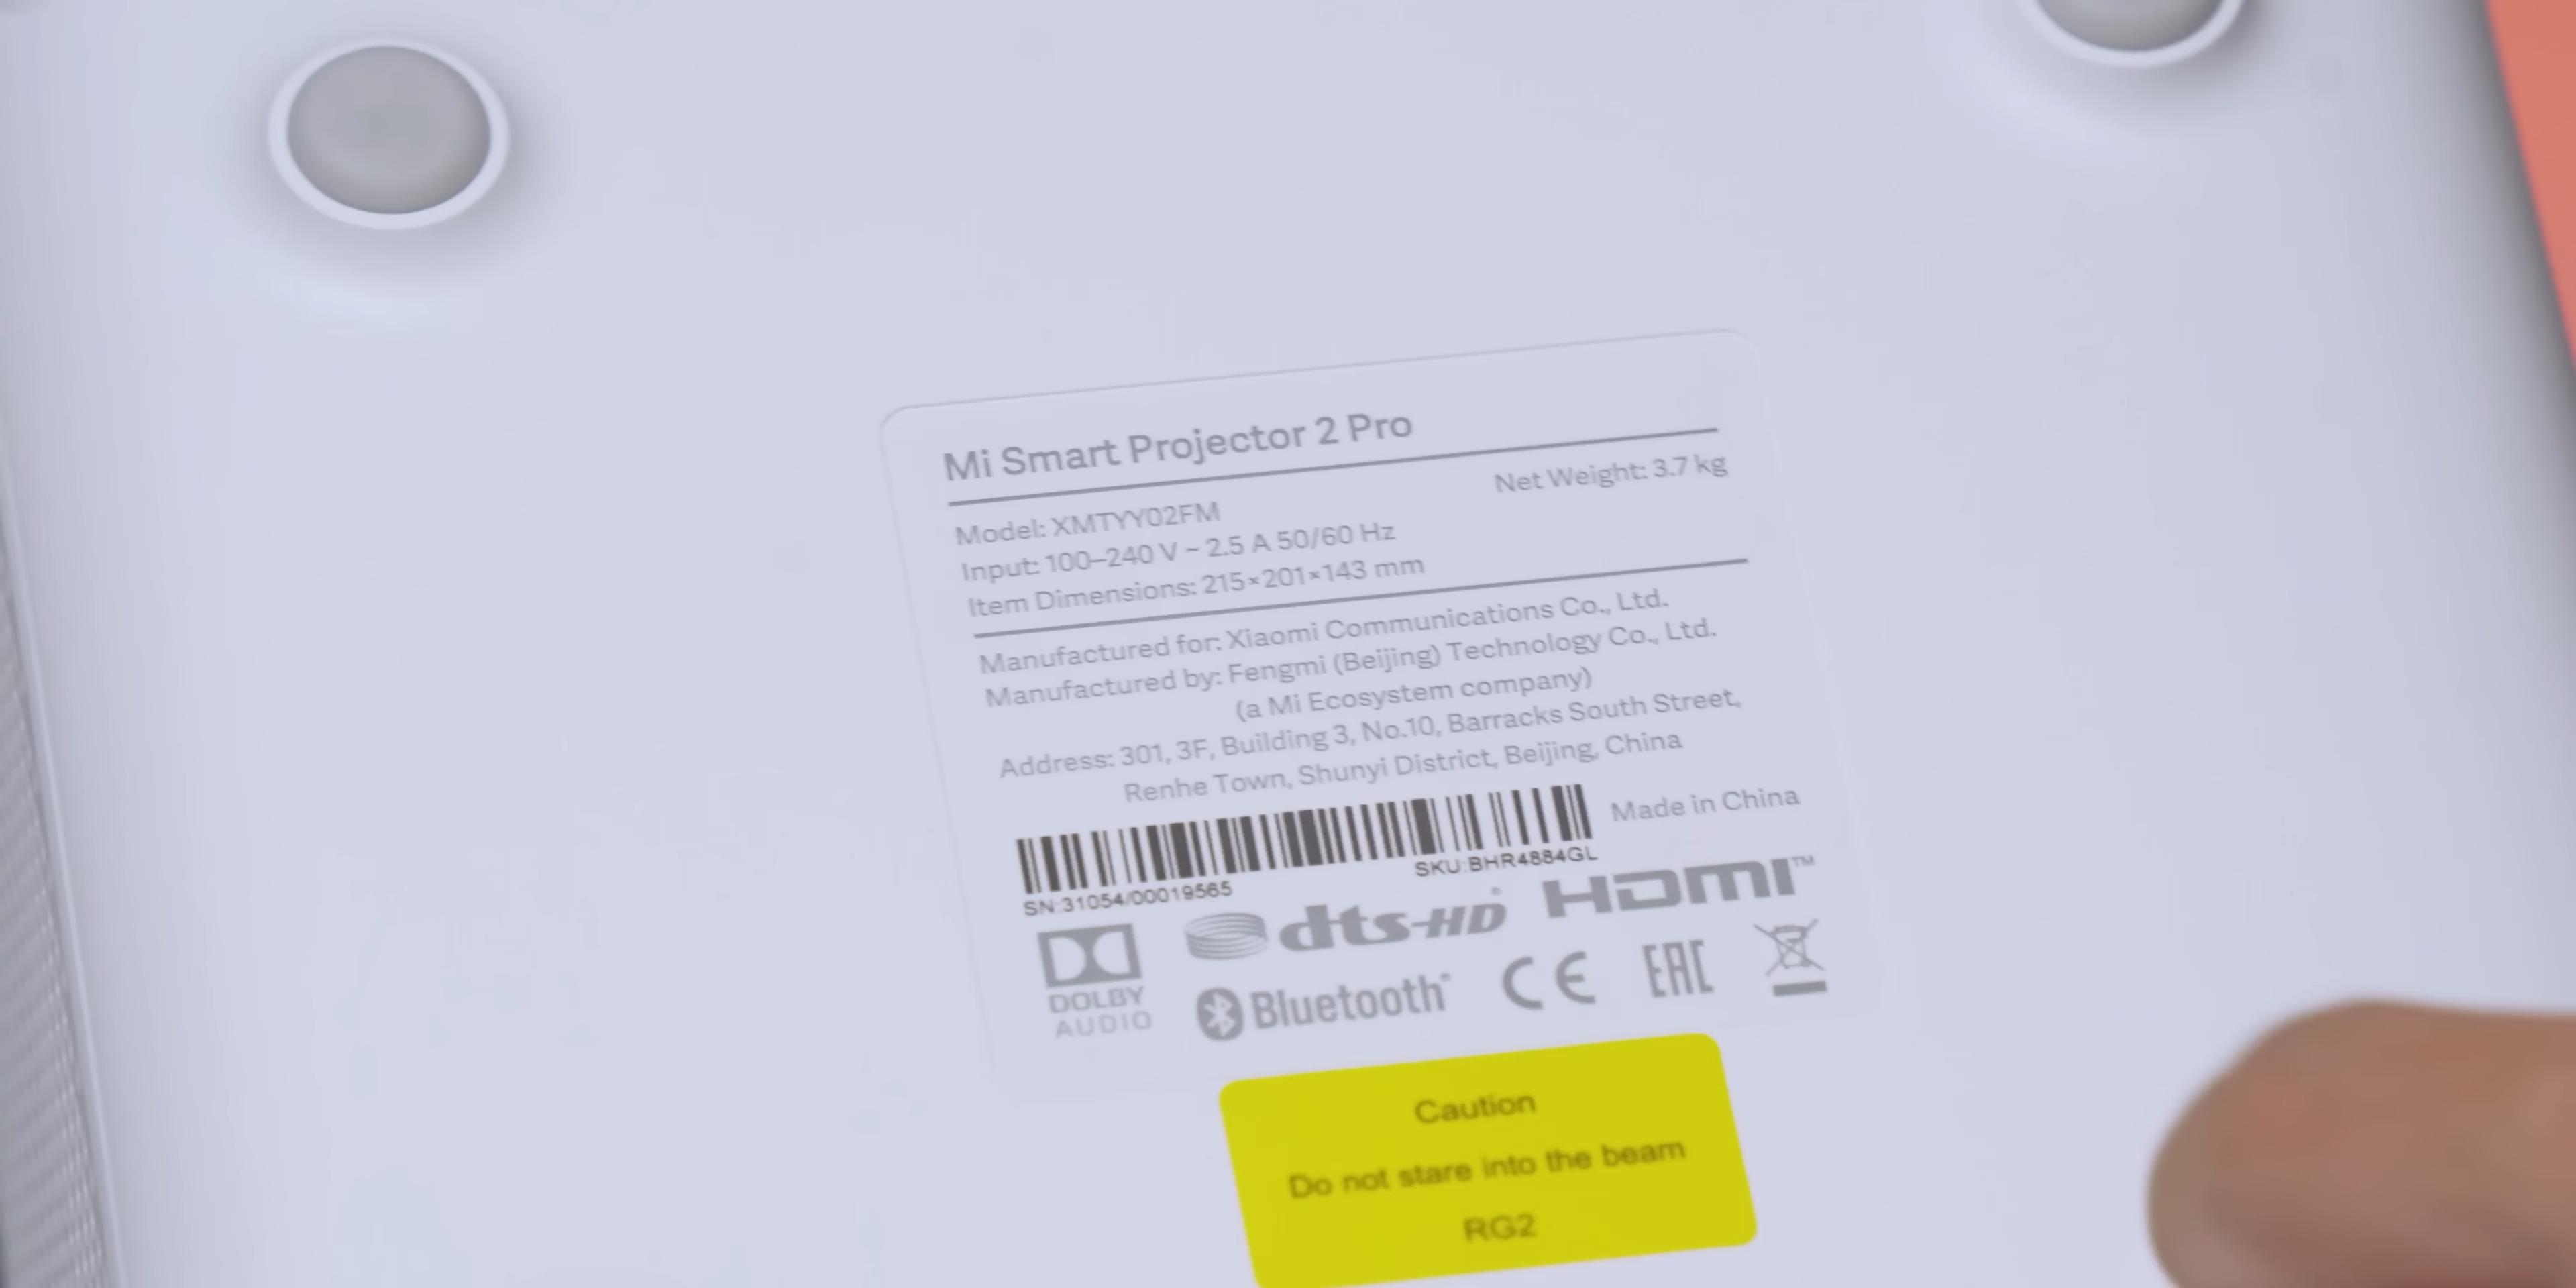 Mi Smart Projector 2 Pro
Net Weight: 3.7 kg
Model: XMTYY02FM
Input: 100–240 V ~ 2.5 A 50/60 Hz
Item Dimensions: 215×201×143 mm
Manufactured for: Xiaomi Communications Co., Ltd.
Manufactured by: Fengmi (Beijing) Technology Co., Ltd.
(a Mi Ecosystem company)
Address: 301, 3F, Building 3, No.10, Barracks South Street,
Renhe Town, Shunyi District, Beijing, China
Made in China
SN:31054/00019565
SKU:BHR4884GL
DOLBY
AUDIO
dts-HD®
HDMI™
Bluetooth®
CE
EAC
Caution
Do not stare into the beam
RG2